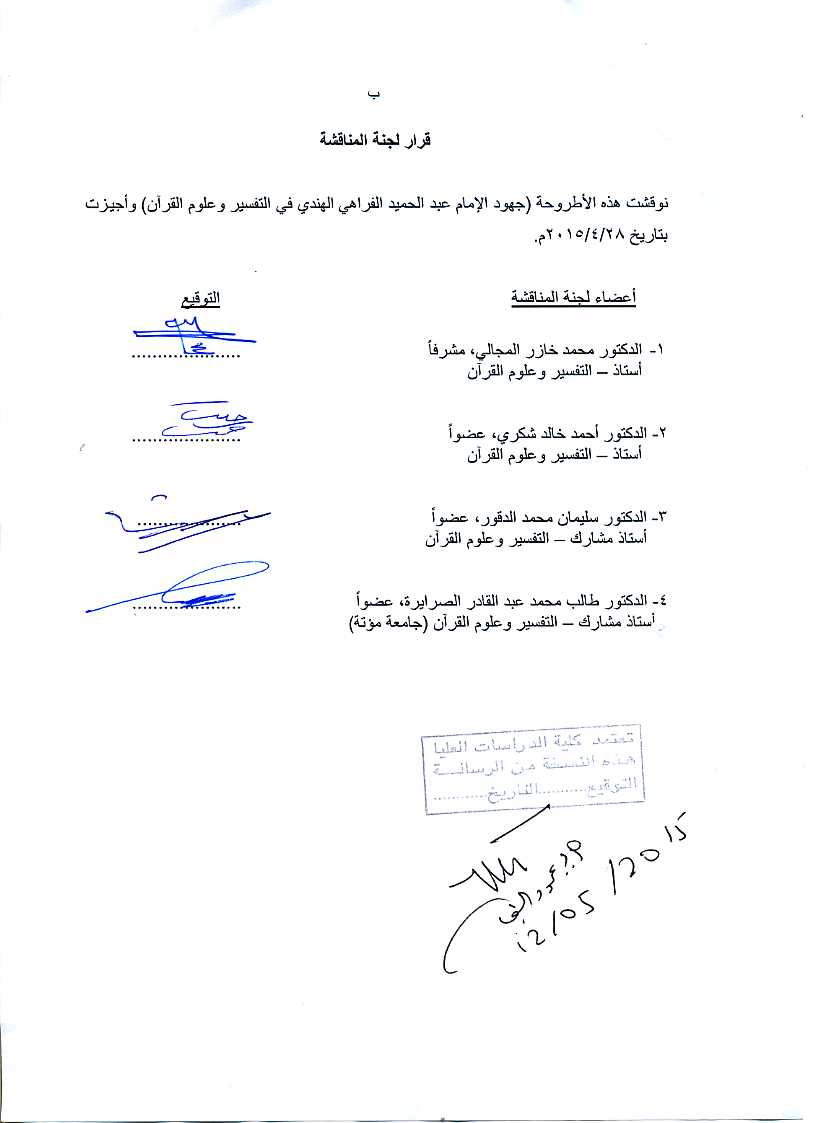 ب
قرار لجنة المناقشة
نوقشت هذه الأطروحة (جهود الإمام عبد الحميد الفراهي الهندي في التفسير وعلوم القرآن) وأجيزت
بتاريخ ٢٠١٥/٤/٢٨م.
أعضاء لجنة المناقشة التوقيع
١- الدكتور محمد خازر المجالي، مشرفاً ......................
أستاذ – التفسير وعلوم القرآن
٢- الدكتور أحمد خالد شكري، عضواً ......................
أستاذ – التفسير وعلوم القرآن
٣- الدكتور سليمان محمد الدقور، عضواً ......................
أستاذ مشارك – التفسير وعلوم القرآن
٤- الدكتور طالب محمد عبد القادر الصرايرة، عضواً ......................
أستاذ مشارك – التفسير وعلوم القرآن (جامعة مؤتة)
تعتمد كلية الدراسات العليا
هذه النسخة من الرسالة
التوقيع..........التاريخ...........
12/05/2015